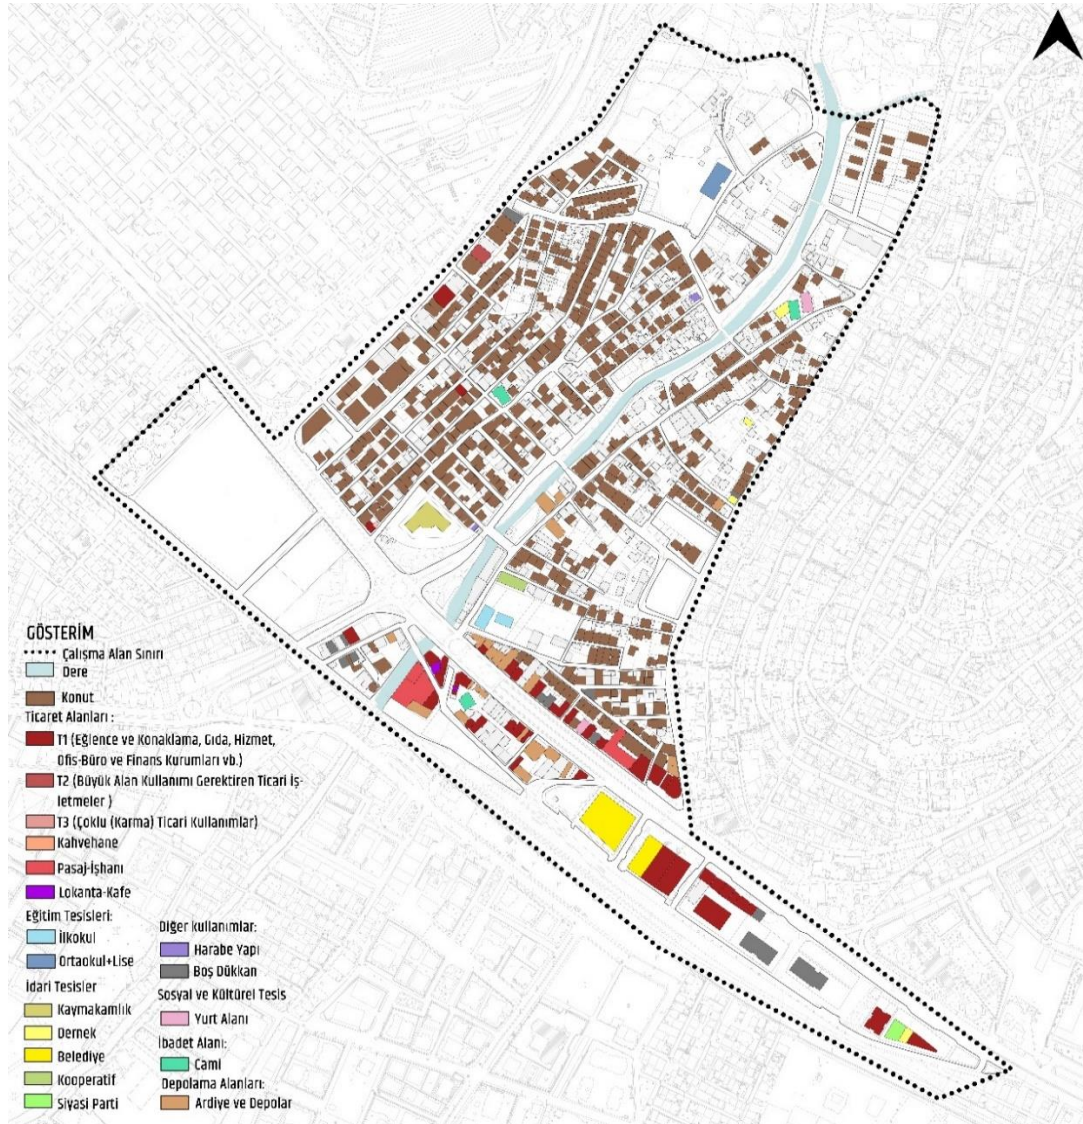 GÖSTERİM
Çalışma Alan Sınırı
Dere
Konut
Ticaret Alanları :
T1 (Eğlence ve Konaklama, Gıda, Hizmet,
Ofis-Büro ve Finans Kurumları vb.)
T2 (Büyük Alan Kullanımı Gerektiren Ticari İş-
letmeler )
T3 (Çoklu (Karma) Ticari Kullanımlar)
Kahvehane
Pasaj-İşhanı
Lokanta-Kafe
Eğitim Tesisleri:
İlkokul
Ortaokul+Lise
İdari Tesisler
Kaymakamlık
Dernek
Belediye
Kooperatif
Siyasi Parti
Diğer kullanımlar:
Harabe Yapı
Boş Dükkan
Sosyal ve Kültürel Tesis
Yurt Alanı
İbadet Alanı:
Cami
Depolama Alanları:
Ardiye ve Depolar